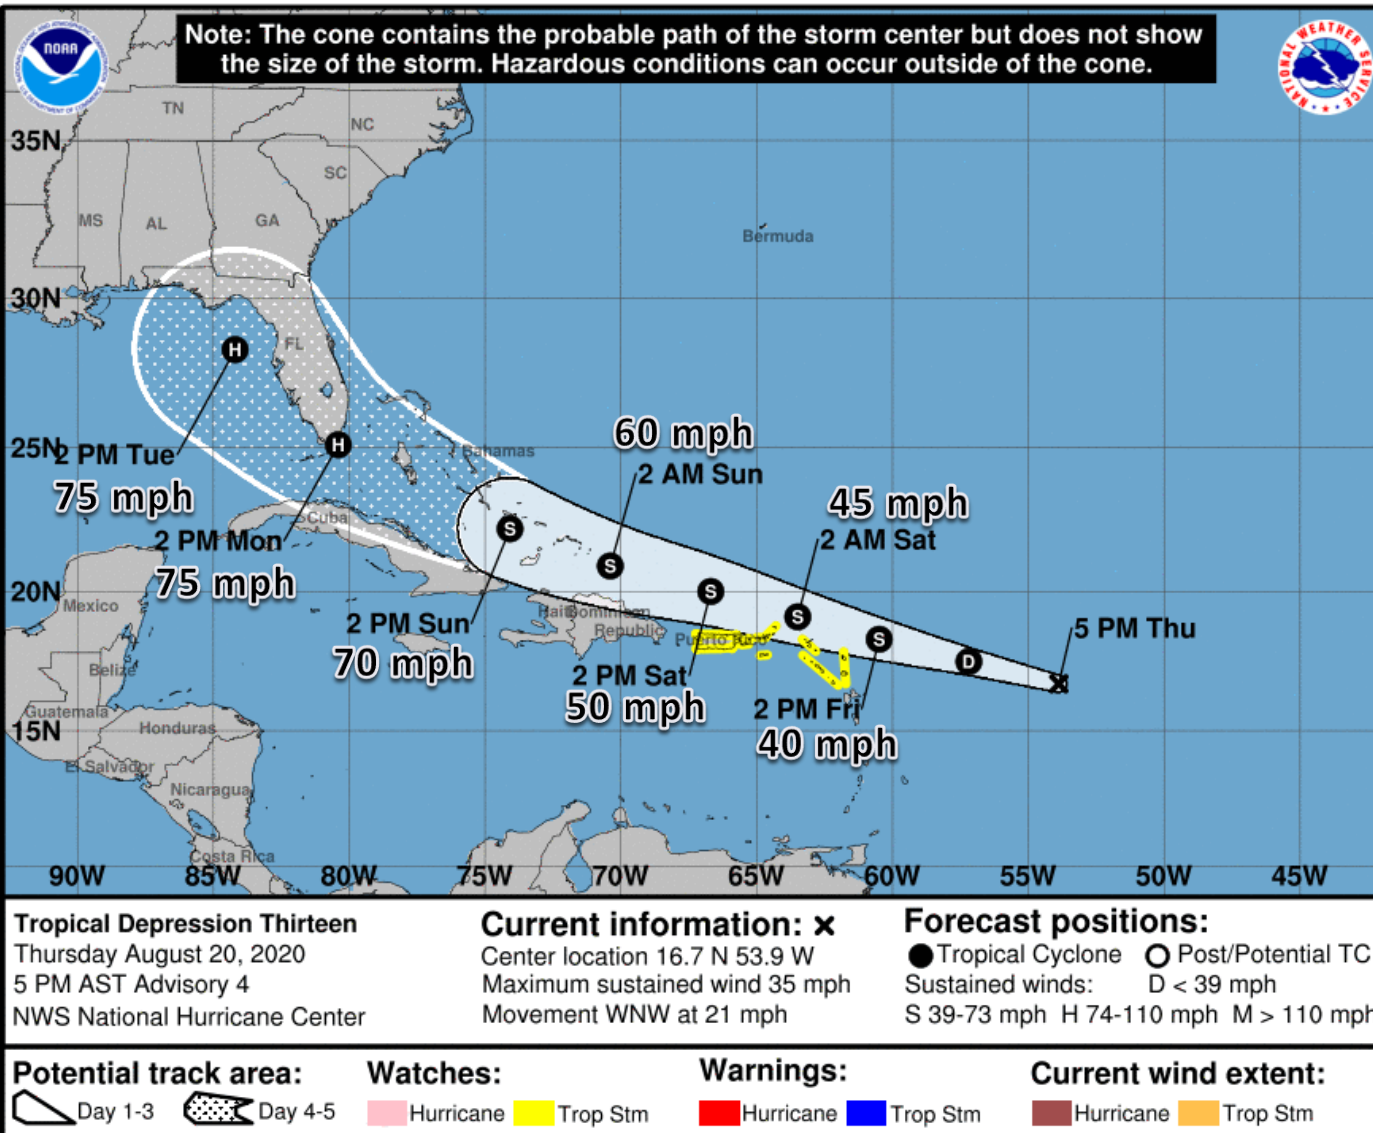 Note: The cone contains the probable path of the storm center but does not show
the size of the storm. Hazardous conditions can occur outside of the cone.
NOAA
NATIONAL OCEANIC AND ATMOSPHERIC ADMINISTRATION
U.S. DEPARTMENT OF COMMERCE
NATIONAL WEATHER SERVICE
TN
NC
35N
SC
MS
AL
GA
Bermuda
30N
H
FL
60 mph
25N
H
2 PM Tue
Bahamas
2 AM Sun
75 mph
45 mph
Cuba
S
2 PM Mon
2 AM Sat
75 mph
S
20N
S
Mexico
Haiti
Dominican
Republic
S
2 PM Sun
5 PM Thu
Puerto Rico
S
70 mph
D
Belize
2 PM Sat
50 mph
2 PM Fri
Guatemala
15N
Honduras
40 mph
El Salvador
Nicaragua
Costa Rica
90W 85W 80W 75W 70W 65W 60W 55W 50W 45W
Tropical Depression Thirteen
Thursday August 20, 2020
5 PM AST Advisory 4
NWS National Hurricane Center
Current information: x
Center location 16.7 N 53.9 W
Maximum sustained wind 35 mph
Movement WNW at 21 mph
Forecast positions:
Tropical Cyclone Post/Potential TC
Sustained winds: D < 39 mph
S 39-73 mph H 74-110 mph M > 110 mph
Potential track area:
Day 1-3 Day 4-5
Watches:
Hurricane Trop Stm
Warnings:
Hurricane Trop Stm
Current wind extent:
Hurricane Trop Stm